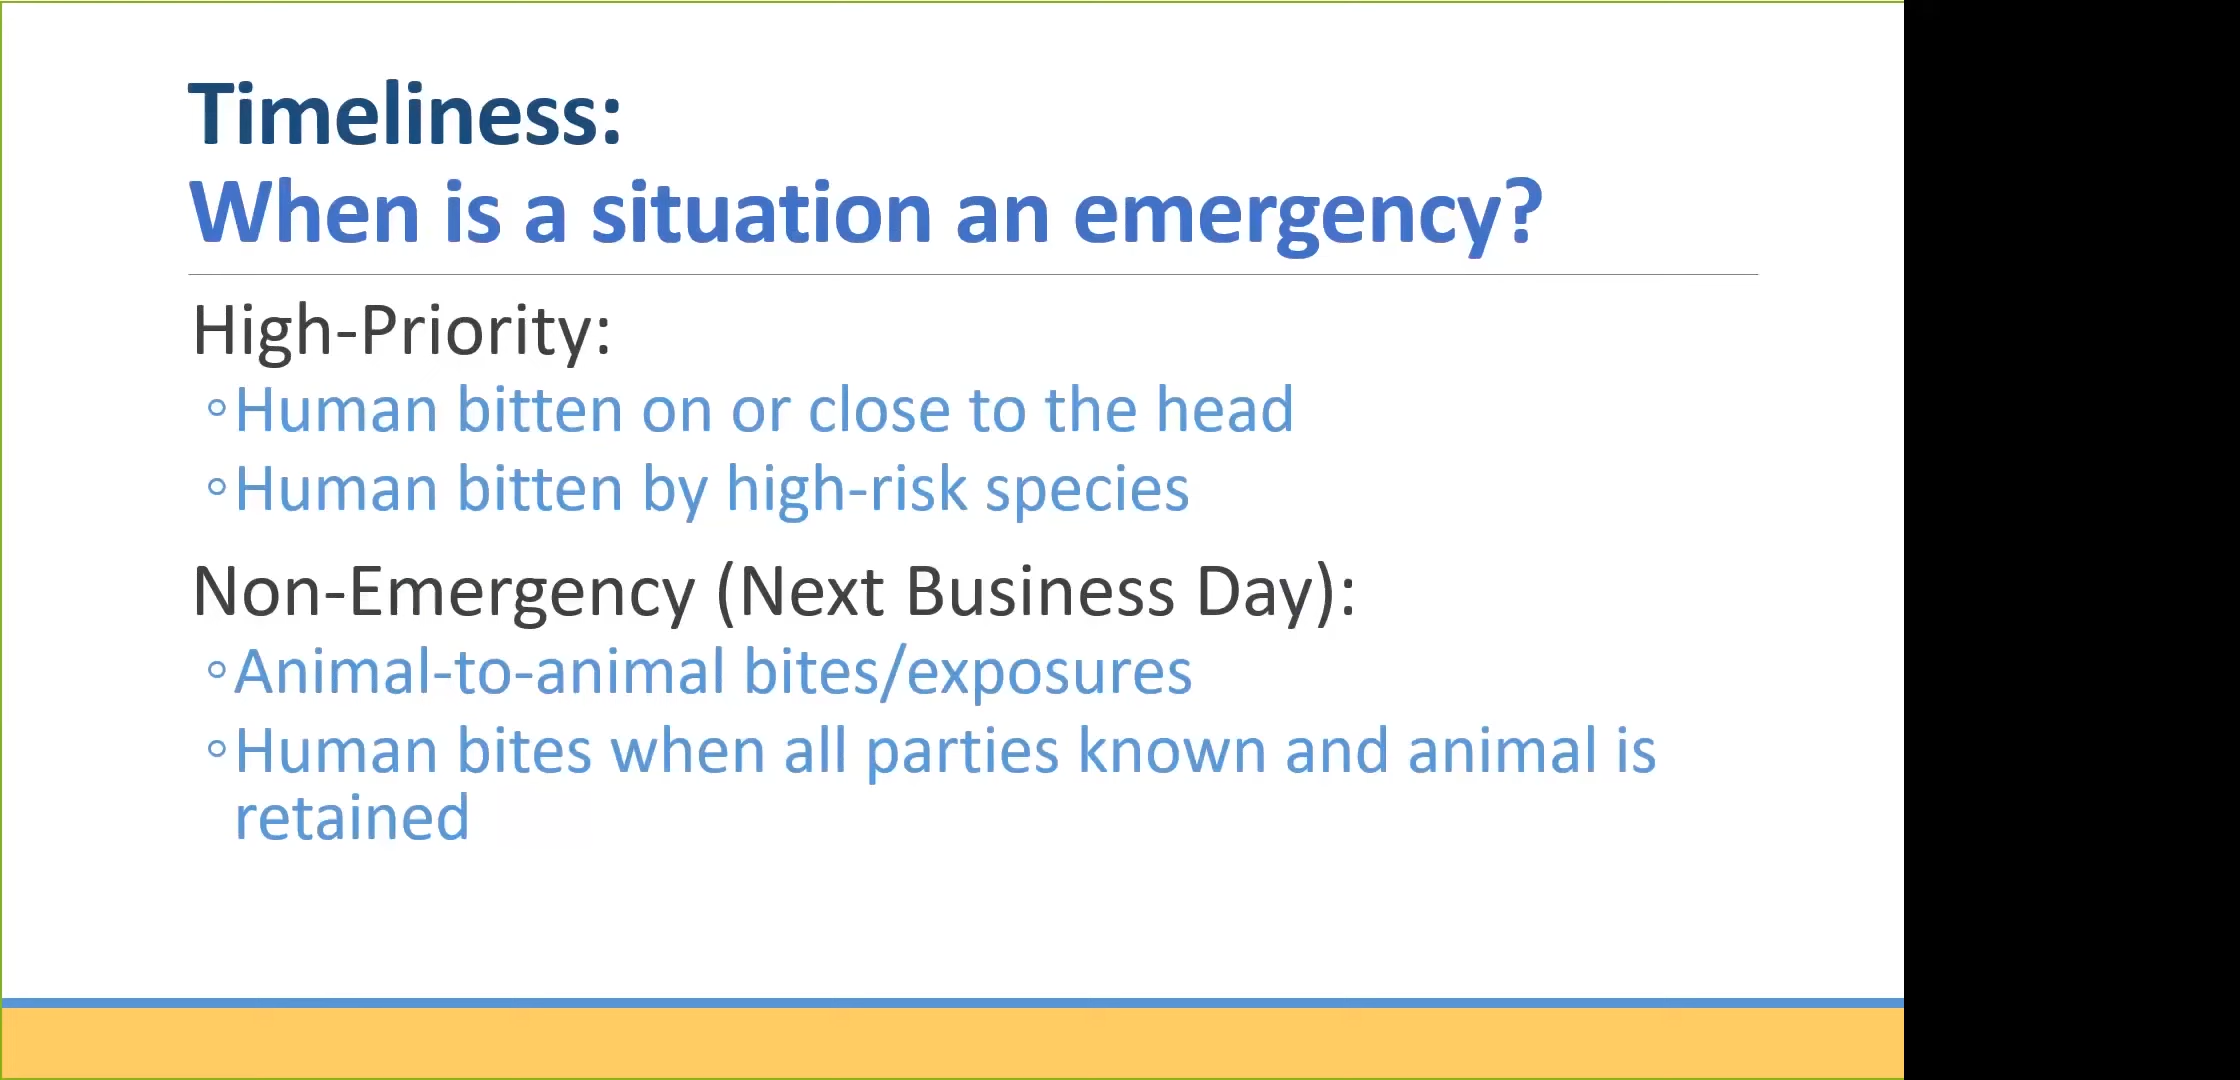 Timeliness:
When is a situation an emergency?
High-Priority:
◦Human bitten on or close to the head
◦Human bitten by high-risk species
Non-Emergency (Next Business Day):
◦Animal-to-animal bites/exposures
◦Human bites when all parties known and animal is
retained